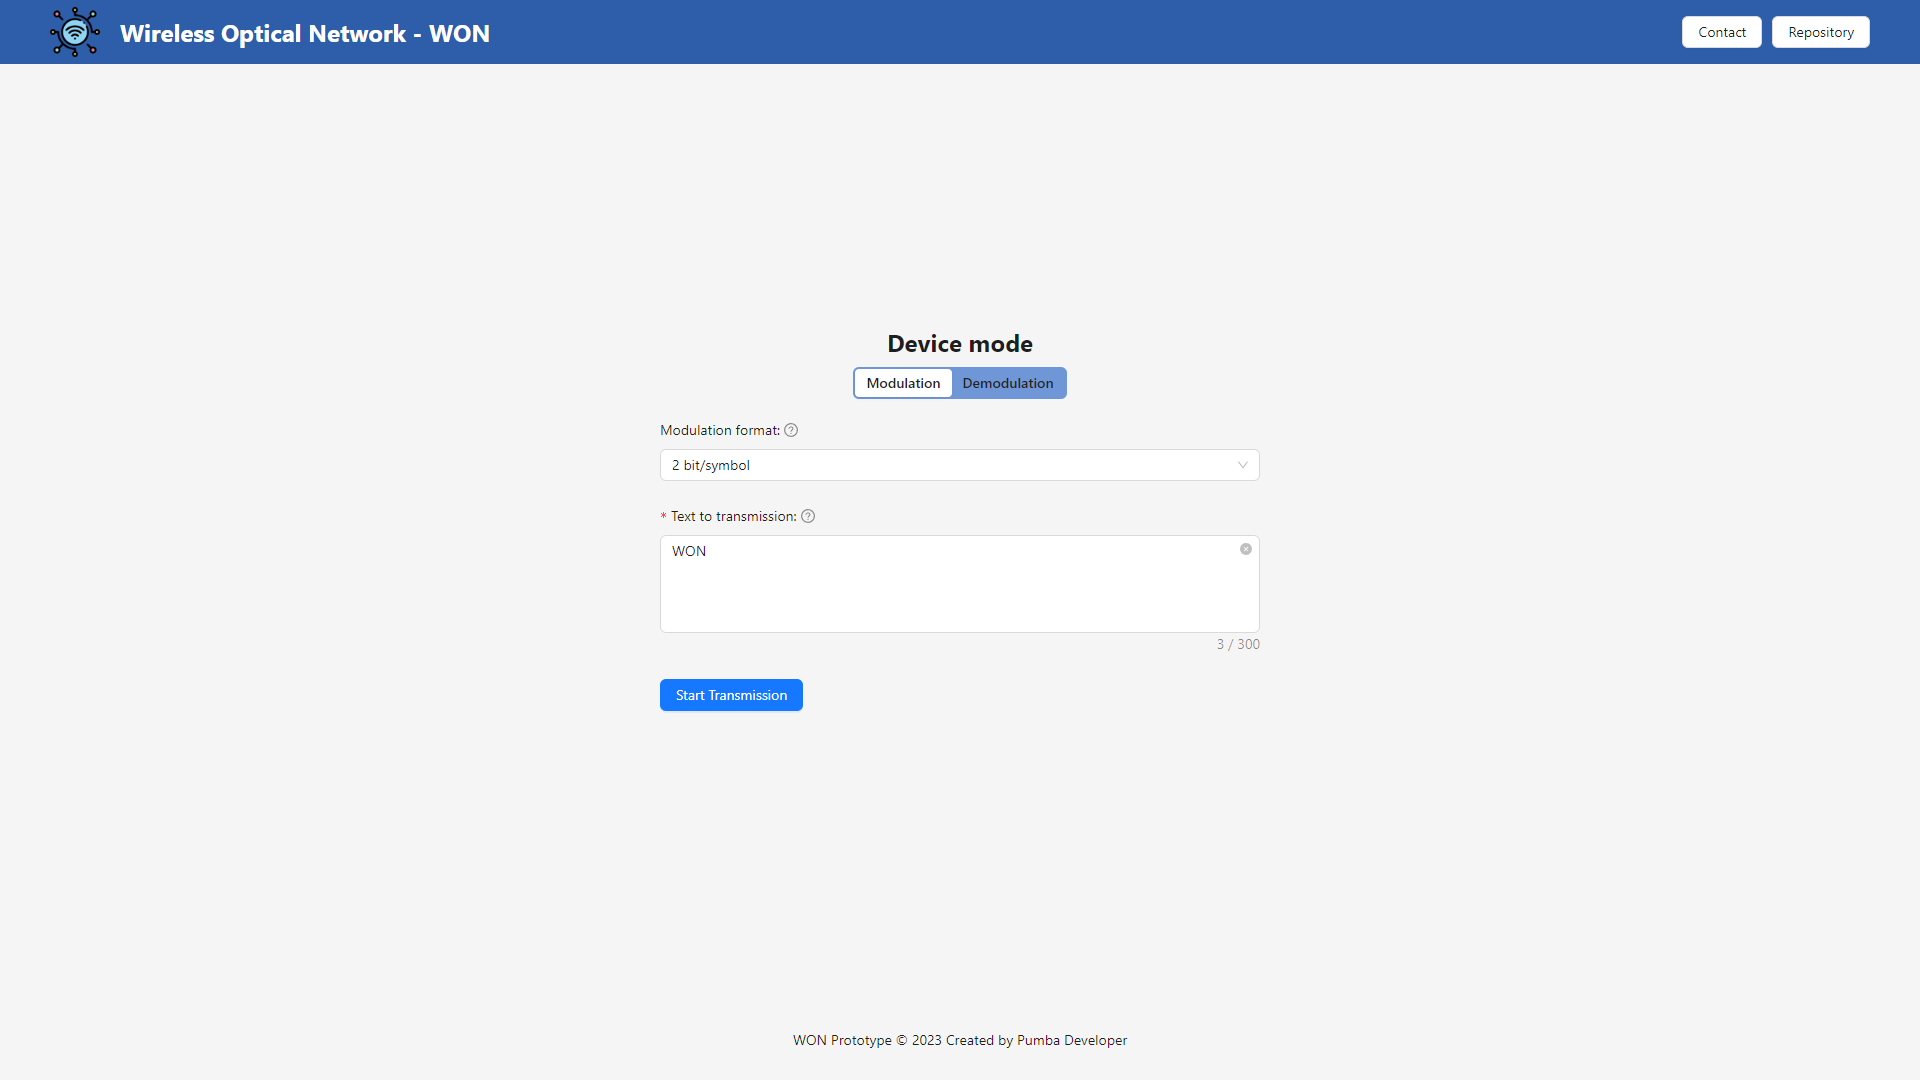 Wireless Optical Network - WON
Contact
Repository
Device mode
Modulation
Demodulation
Modulation format:
2 bit/symbol
* Text to transmission:
WON
3 / 300
Start Transmission
WON Prototype © 2023 Created by Pumba Developer